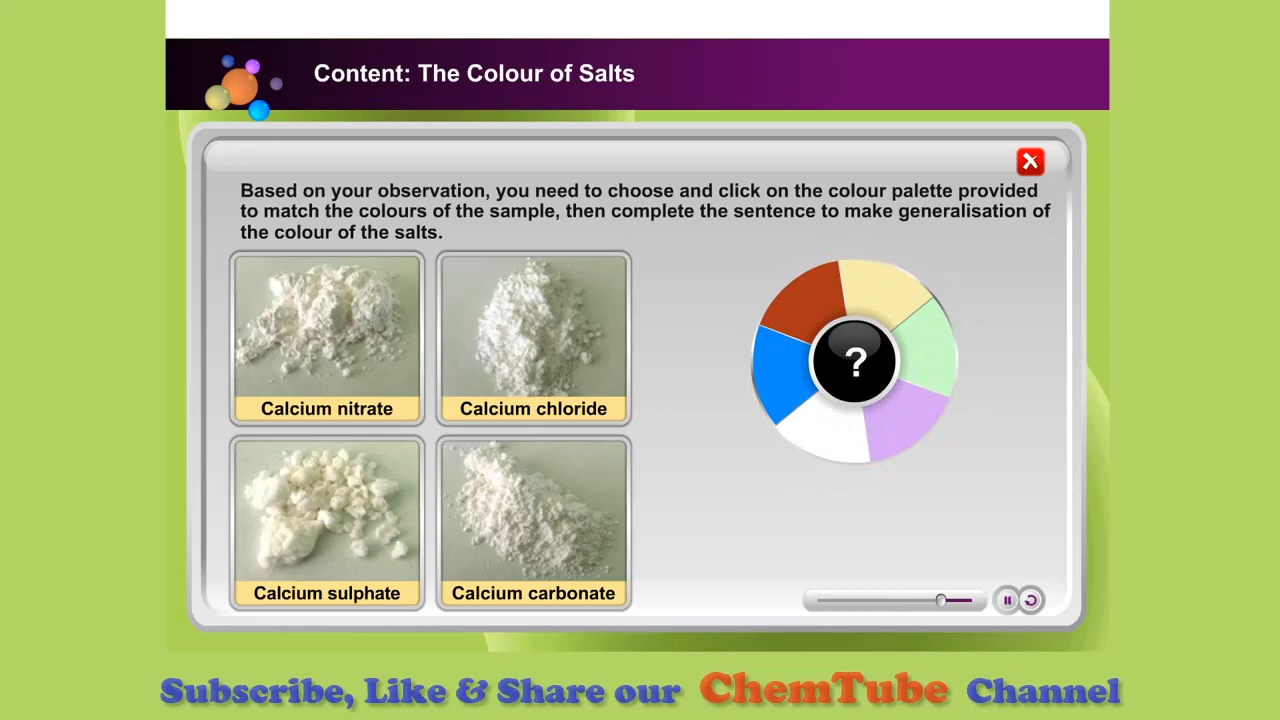 Content: The Colour of Salts
Based on your observation, you need to choose and click on the colour palette provided
to match the colours of the sample, then complete the sentence to make generalisation of
the colour of the salts.
Calcium nitrate
Calcium chloride
?
Calcium sulphate
Calcium carbonate
Subscribe, Like & Share our ChemTube Channel